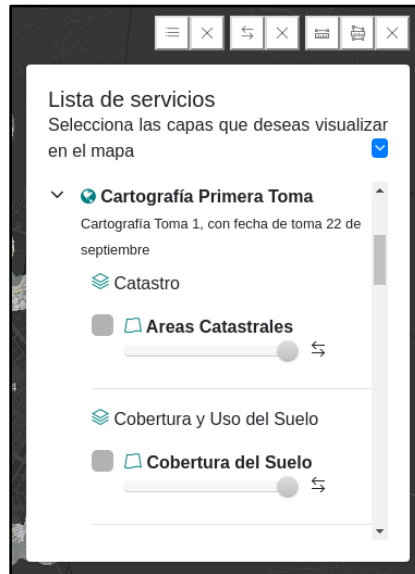 Lista de servicios
Selecciona las capas que deseas visualizar
en el mapa
Cartografía Primera Toma
Cartografía Toma 1, con fecha de toma 22 de
septiembre
Catastro
Areas Catastrales
Cobertura y Uso del Suelo
Cobertura del Suelo